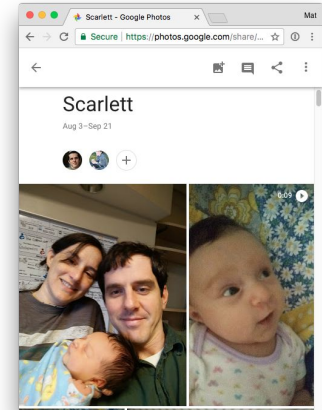 Scarlett - Google Photos
Mat
Secure | https://photos.google.com/share/...
Scarlett
Aug 3–Sep 21
0:09